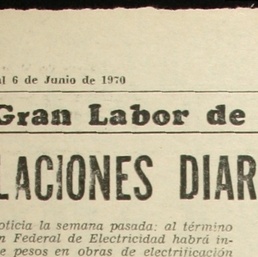 al 6 de Junio de 1970
Gran Labor de
LACIONES DIAR
oticia la semana pasada: al término
n Federal de Electricidad habrá in-
e pesos en obras de electrificación